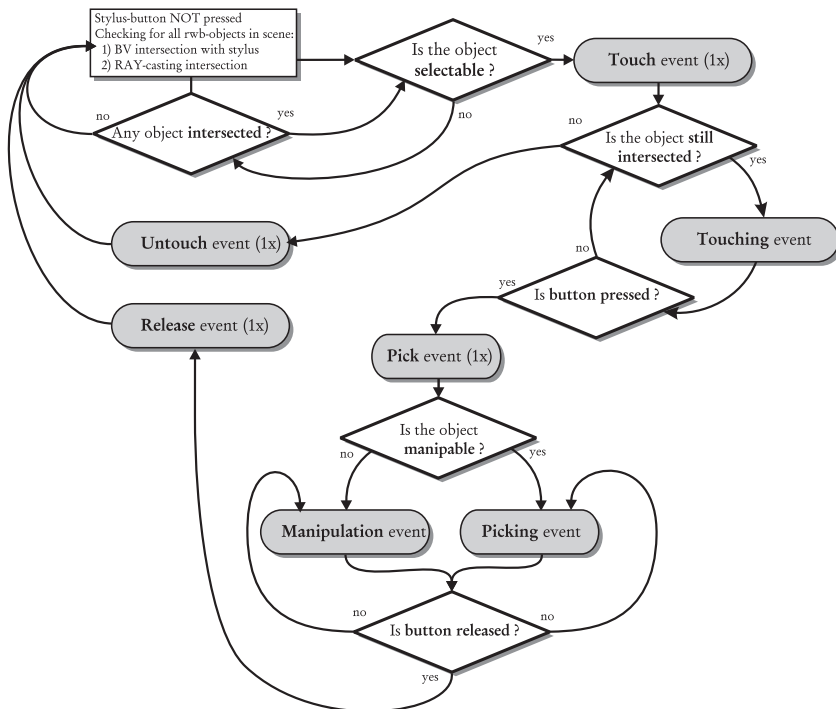 Stylus-button NOT pressed
Checking for all rwb-objects in scene:
1) BV intersection with stylus
2) RAY-casting intersection
Is the object
selectable ?
yes
Touch event (1x)
no
yes
Any object intersected ?
no
no
Is the object still
intersected ?
yes
Untouch event (1x)
Touching event
no
yes
Is button pressed ?
Release event (1x)
Pick event (1x)
Is the object
manipable ?
no
yes
Manipulation event
Picking event
no
no
Is button released ?
yes